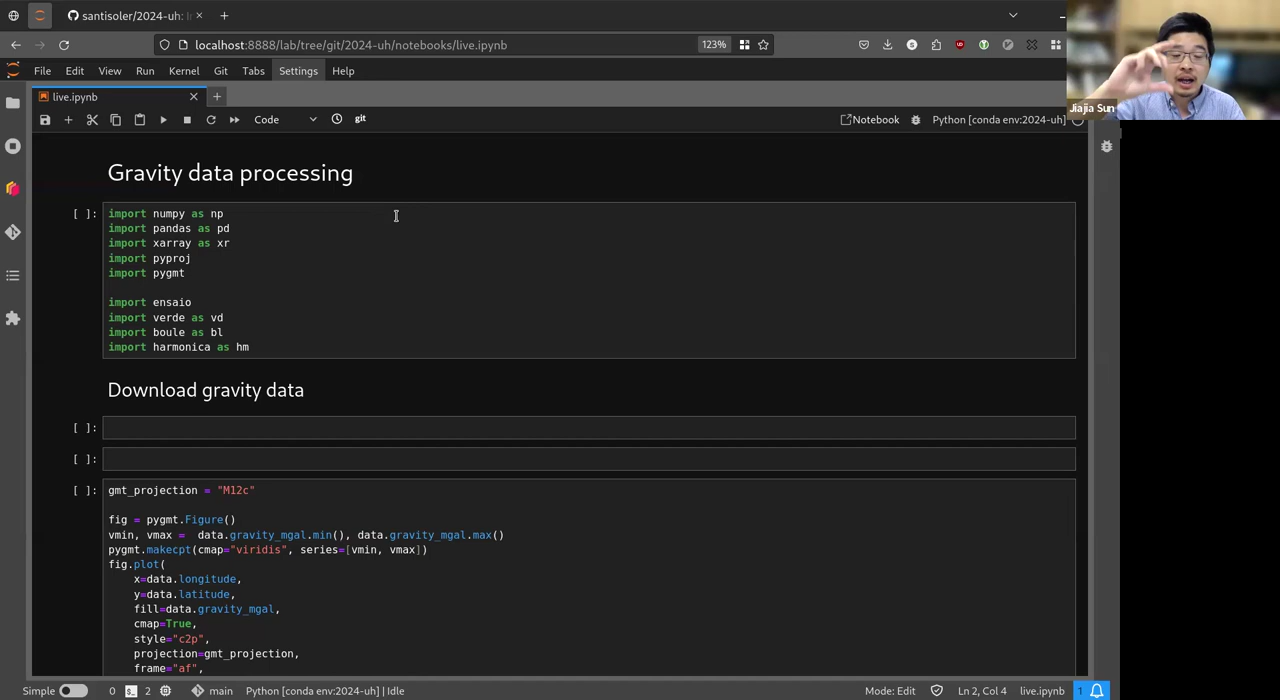 santisoler/2024-uh: I
localhost:8888/lab/tree/git/2024-uh/notebooks/live.ipynb
123%
File Edit View Run Kernel Git Tabs Settings Help
Jiajia Sun
live.ipynb
Code
git
Notebook
Python [conda env:2024-uh]
Gravity data processing
[ ]:
import numpy as np
import pandas as pd
import xarray as xr
import pyproj
import pygmt
import ensaio
import verde as vd
import boule as bl
import harmonica as hm
Download gravity data
[ ]:
[ ]:
[ ]:
gmt_projection = "M12c"
fig = pygmt.Figure()
vmin, vmax =  data.gravity_mgal.min(), data.gravity_mgal.max()
pygmt.makecpt(cmap="viridis", series=[vmin, vmax])
fig.plot(
    x=data.longitude,
    y=data.latitude,
    fill=data.gravity_mgal,
    cmap=True,
    style="c2p",
    projection=gmt_projection,
    frame="af",
Simple 0 2 main Python [conda env:2024-uh] | Idle Mode: Edit Ln 2, Col 4 live.ipynb 1